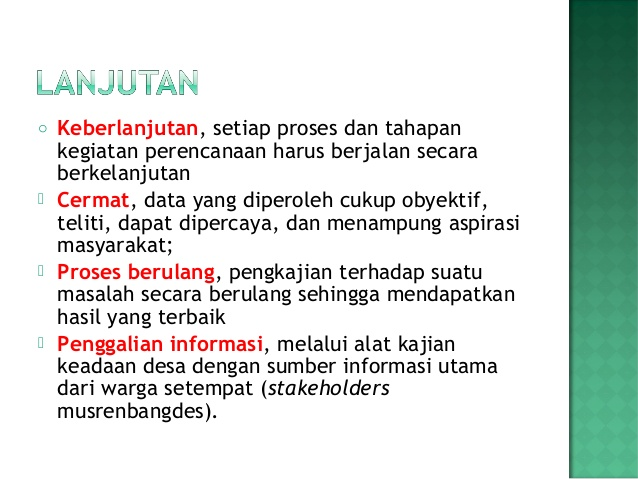 LANJUTAN
Keberlanjutan, setiap proses dan tahapan
kegiatan perencanaan harus berjalan secara
berkelanjutan
Cermat, data yang diperoleh cukup obyektif,
teliti, dapat dipercaya, dan menampung aspirasi
masyarakat;
Proses berulang, pengkajian terhadap suatu
masalah secara berulang sehingga mendapatkan
hasil yang terbaik
Penggalian informasi, melalui alat kajian
keadaan desa dengan sumber informasi utama
dari warga setempat (stakeholders
musrenbangdes).